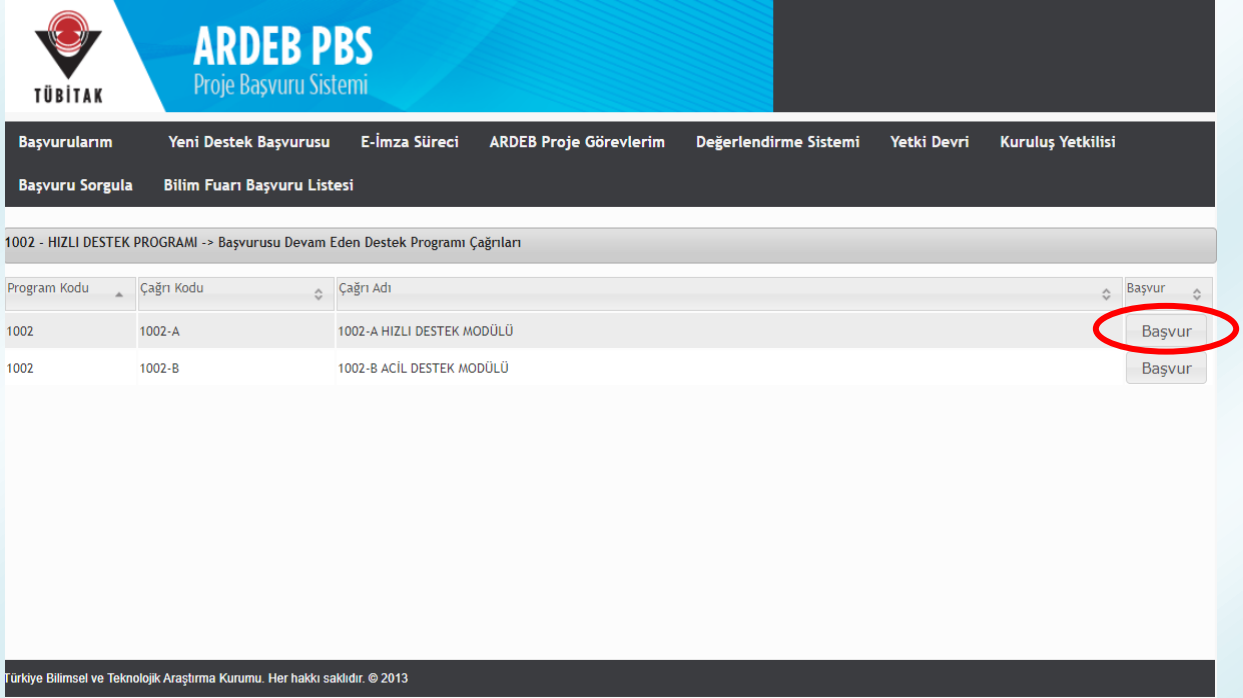 TÜBİTAK
ARDEB PBS
Proje Başvuru Sistemi
Başvurularım Yeni Destek Başvurusu E-İmza Süreci ARDEB Proje Görevlerim Değerlendirme Sistemi Yetki Devri Kuruluş Yetkilisi
Başvuru Sorgula Bilim Fuarı Başvuru Listesi
1002 - HIZLI DESTEK PROGRAMI -> Başvurusu Devam Eden Destek Programı Çağrıları
Program Kodu Çağrı Kodu Çağrı Adı Başvur
1002 1002-A 1002-A HIZLI DESTEK MODÜLÜ Başvur
1002 1002-B 1002-B ACİL DESTEK MODÜLÜ Başvur
Türkiye Bilimsel ve Teknolojik Araştırma Kurumu. Her hakkı saklıdır. © 2013